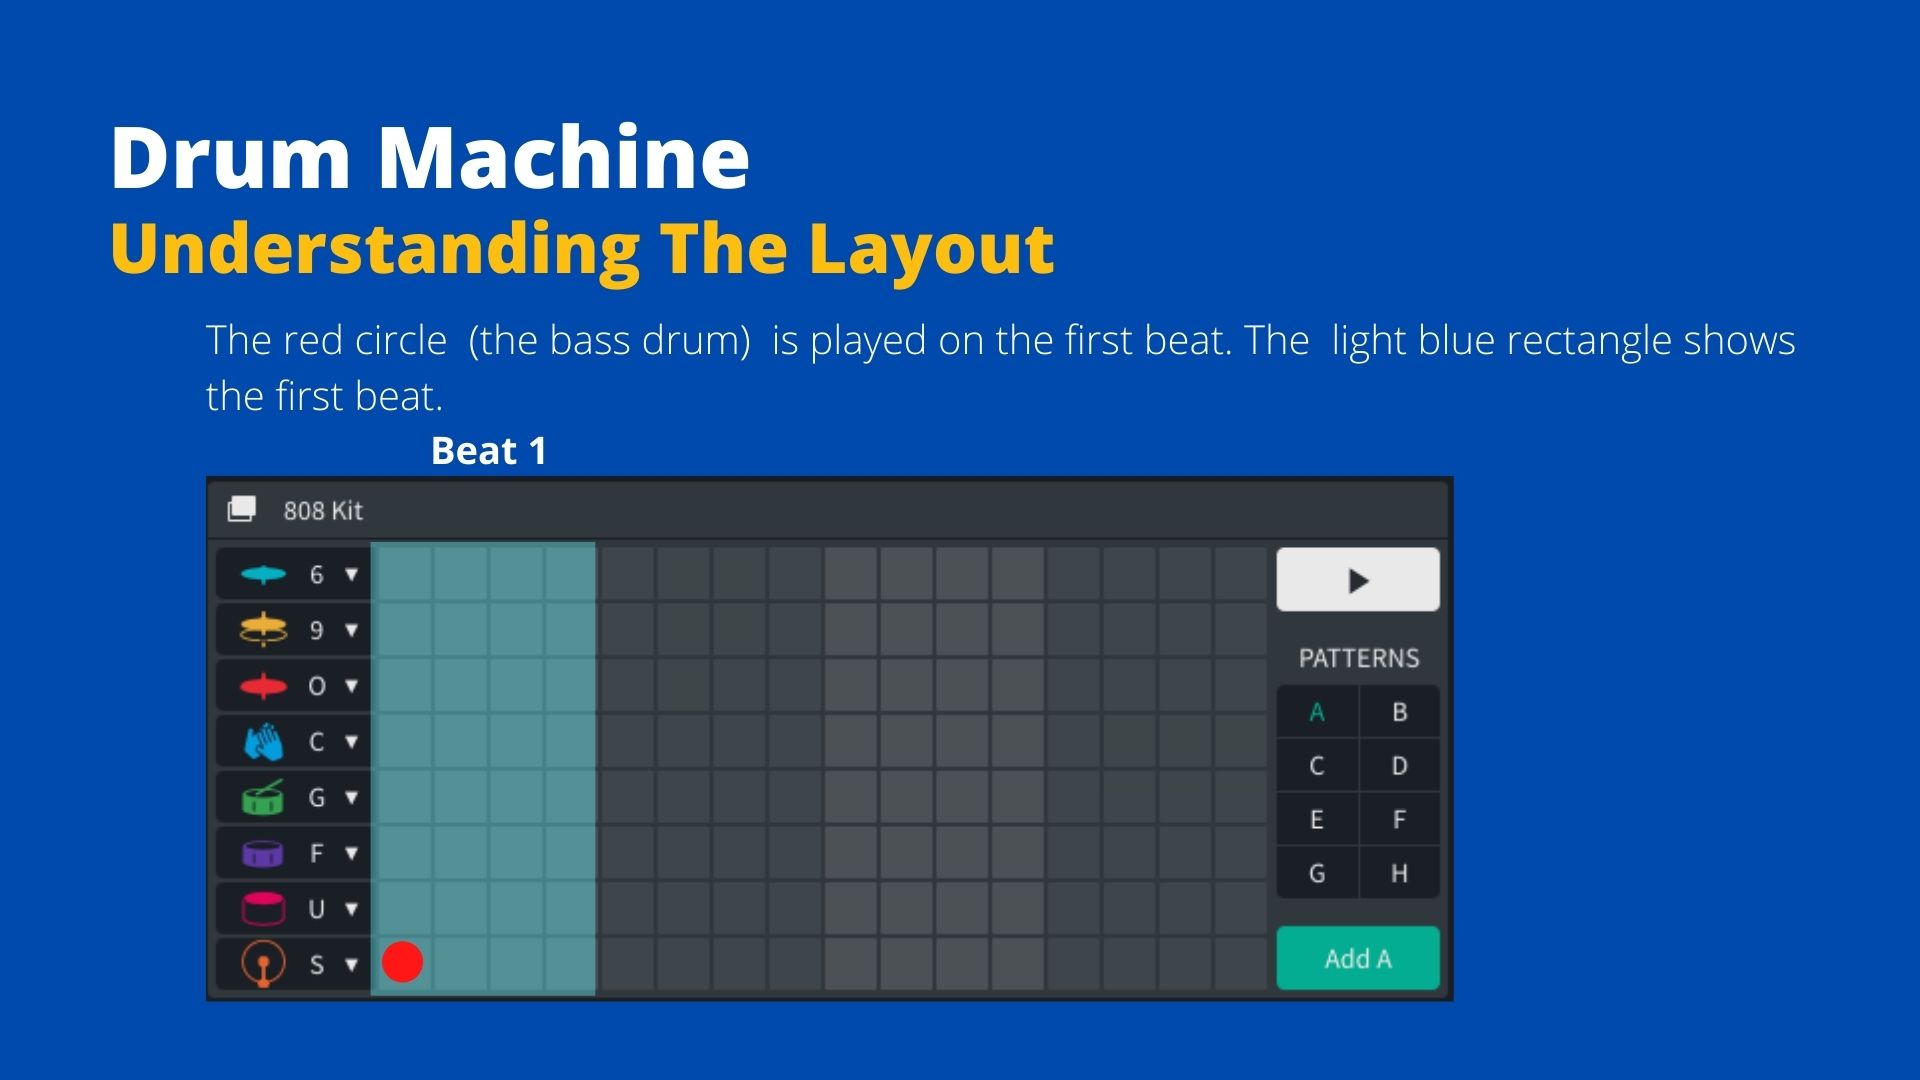 Drum Machine
Understanding The Layout
The red circle (the bass drum) is played on the first beat. The light blue rectangle shows
the first beat.
Beat 1
808 Kit
6
9
O
C
G
F
U
S
PATTERNS
A B
C D
E F
G H
Add A